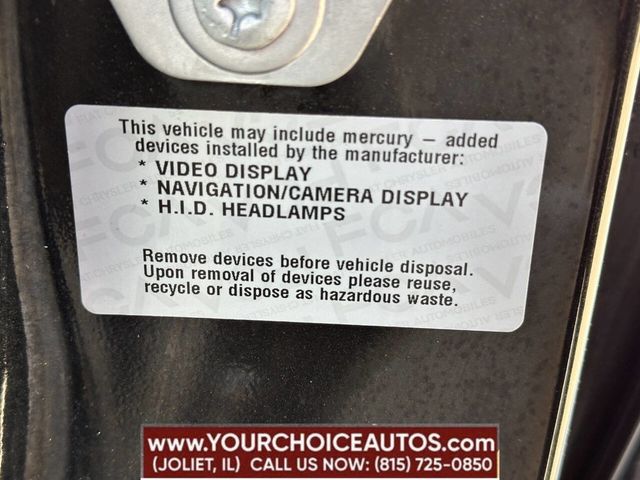 This vehicle may include mercury – added
devices installed by the manufacturer:
* VIDEO DISPLAY
* NAVIGATION/CAMERA DISPLAY
* H.I.D. HEADLAMPS
Remove devices before vehicle disposal.
Upon removal of devices please reuse,
recycle or dispose as hazardous waste.
www.YOURCHOICEAUTOS.com
(JOLIET, IL) CALL US NOW: (815) 725-0850